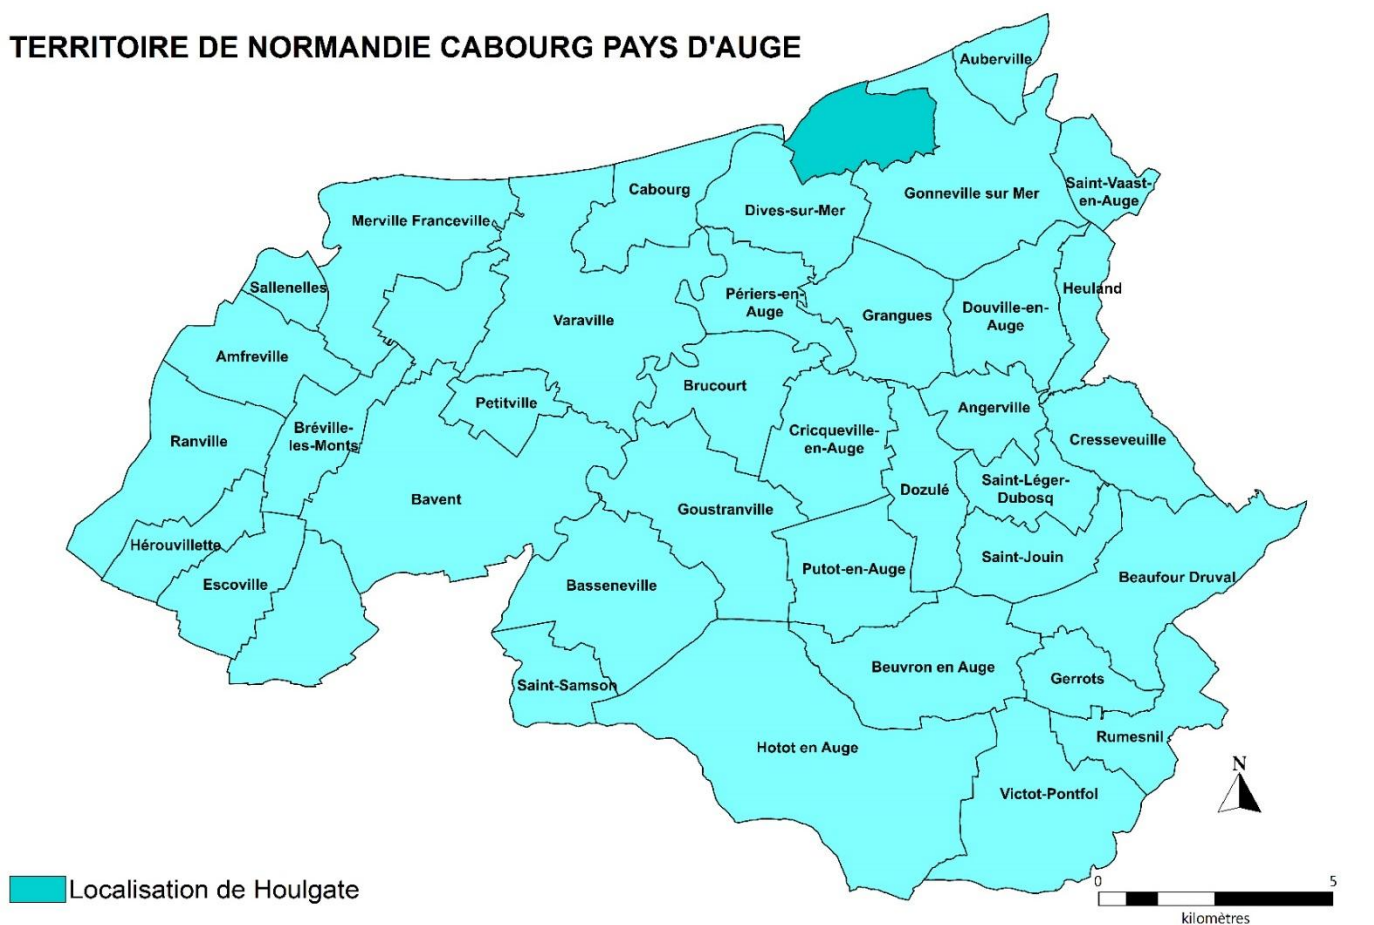 TERRITOIRE DE NORMANDIE CABOURG PAYS D'AUGE
Auberville
Cabourg
Saint-Vaast-
en-Auge
Gonneville sur Mer
Dives-sur-Mer
Merville Franceville
Sallenelles
Heuland
Périers-en-
Auge
Varaville
Grangues
Douville-en-
Auge
Amfreville
Brucourt
Petitville
Angerville
Ranville
Bréville-
les-Monts
Cricqueville-
en-Auge
Cresseveuille
Bavent
Goustranville
Dozulé
Saint-Léger-
Dubosq
Hérouvillette
Saint-Jouin
Escoville
Basseneville
Putot-en-Auge
Beaufour Druval
Saint-Samson
Beuvron en Auge
Gerrots
Hotot en Auge
Rumesnil
Victot-Pontfol
N
Localisation de Houlgate
0 5
kilomètres